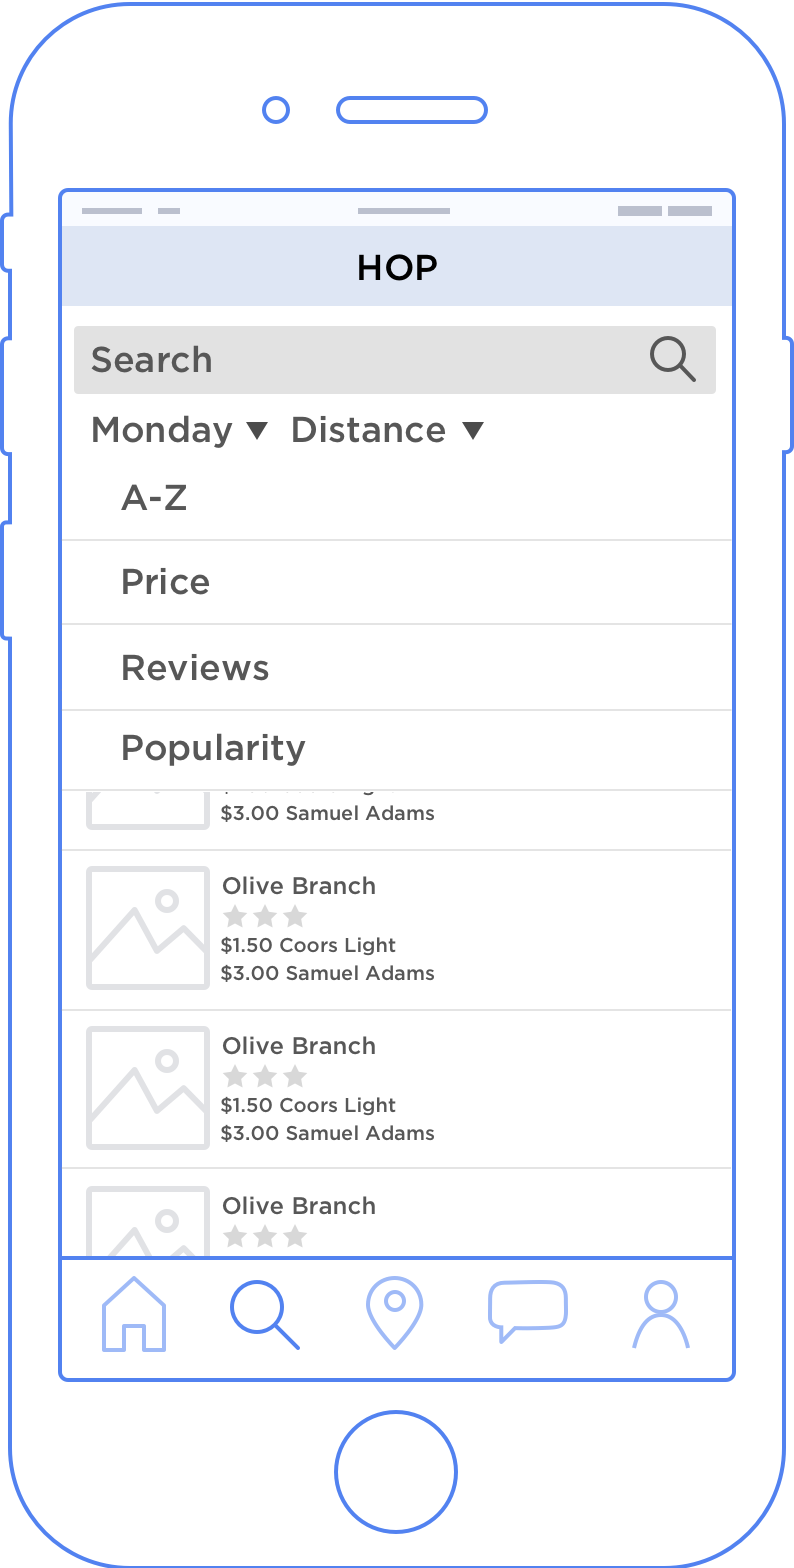 HOP
Search
Monday ▼ Distance ▼
A-Z
Price
Reviews
Popularity
$3.00 Samuel Adams
Olive Branch
$1.50 Coors Light
$3.00 Samuel Adams
Olive Branch
$1.50 Coors Light
$3.00 Samuel Adams
Olive Branch